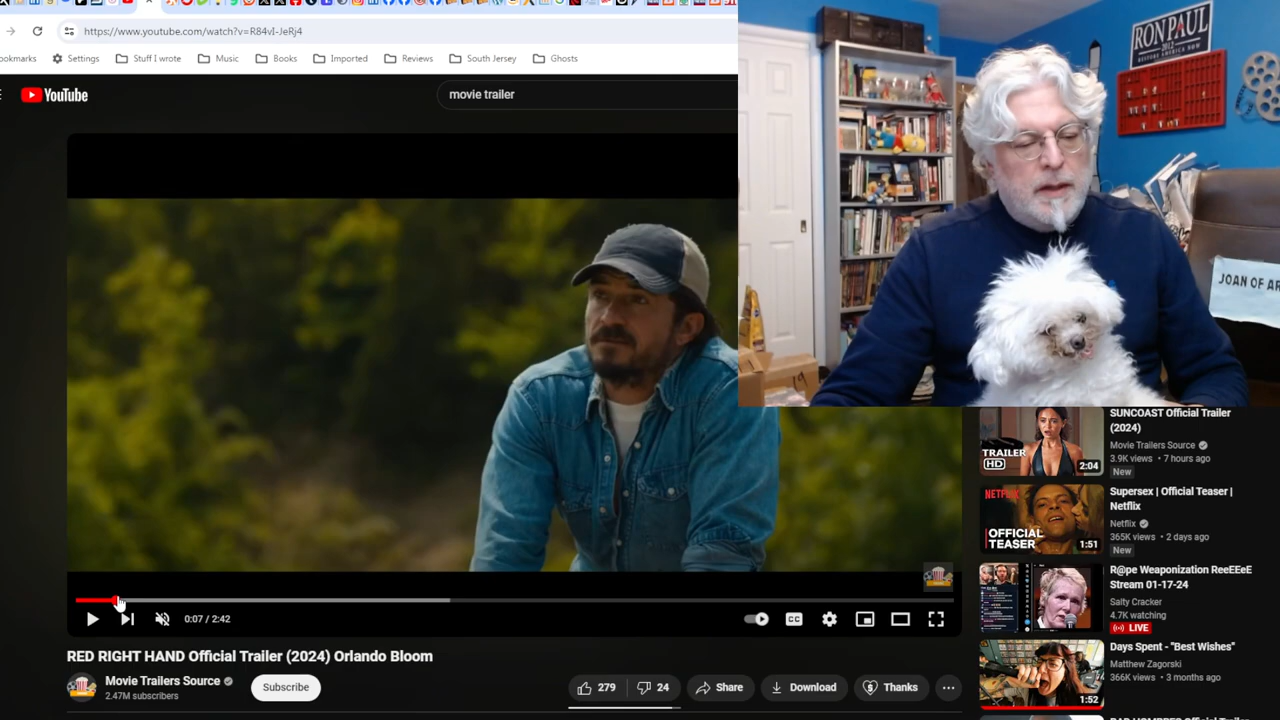 https://www.youtube.com/watch?v=R84vI-JeRj4
ookmarks Settings Stuff I wrote Music Books Imported Reviews South Jersey Ghosts
YouTube
movie trailer
RON PAUL
2012
RESTORE AMERICA NOW
JOAN OF AR
0:07 / 2:42
CC
RED RIGHT HAND Official Trailer (2024) Orlando Bloom
Movie Trailers Source
2.47M subscribers
Subscribe
279
24
Share
Download
Thanks
TRAILER
HD
2:04
SUNCOAST Official Trailer
(2024)
Movie Trailers Source
3.9K views • 7 hours ago
New
NETFLIX
OFFICIAL
TEASER
1:51
Supersex | Official Teaser |
Netflix
Netflix
365K views • 2 days ago
New
R@pe Weaponization ReeEEeE
Stream 01-17-24
Salty Cracker
4.7K watching
LIVE
1:52
Days Spent - "Best Wishes"
Matthew Zagorski
366K views • 3 months ago